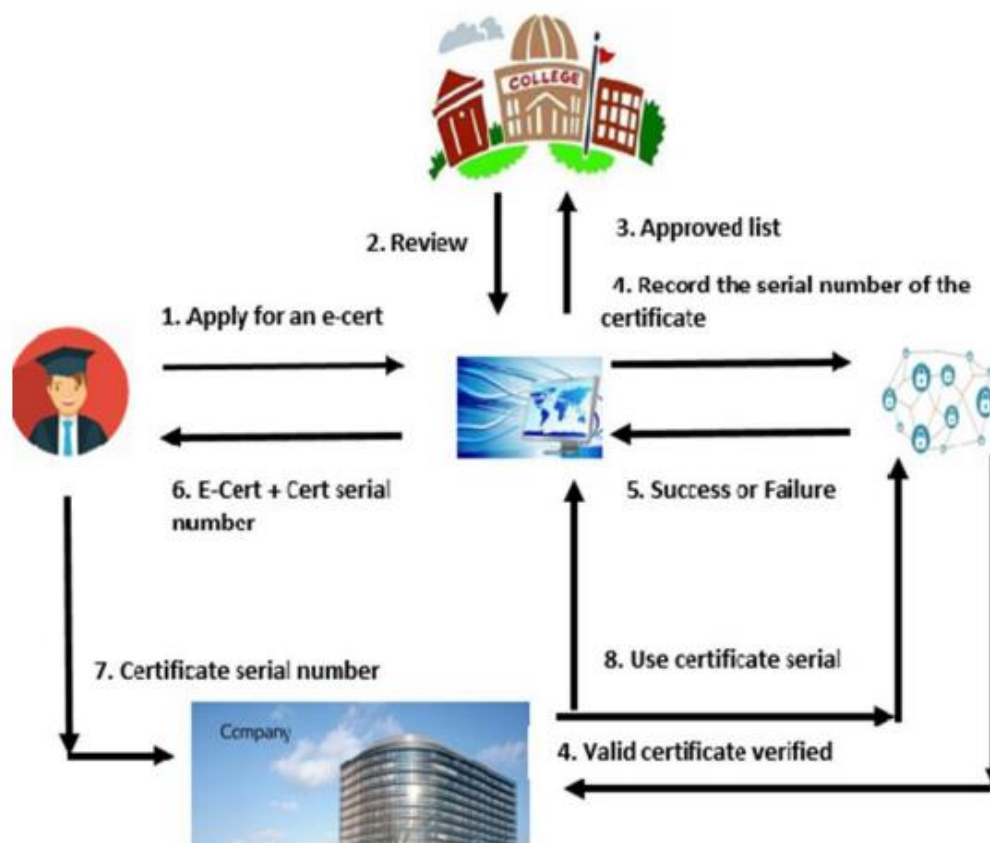 COLLEGE
2. Review
3. Approved list
4. Record the serial number of the
certificate
1. Apply for an e-cert
6. E-Cert + Cert serial
number
5. Success or Failure
7. Certificate serial number
8. Use certificate serial
Company
4. Valid certificate verified